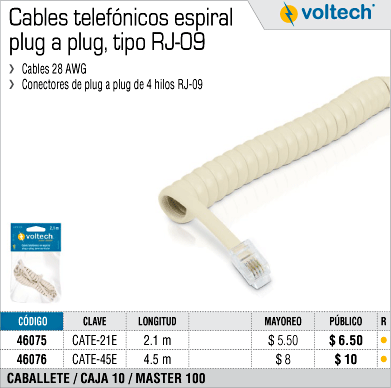 Cables telefónicos espiral
plug a plug, tipo RJ-09
voltech®
❯ Cables 28 AWG
❯ Conectores de plug a plug de 4 hilos RJ-09
voltech
CÓDIGO CLAVE LONGITUD MAYOREO PÚBLICO R
46075 CATE-21E 2.1 m $ 5.50 $ 6.50 ●
46076 CATE-45E 4.5 m $ 8 $ 10 ●
CABALLETE / CAJA 10 / MASTER 100